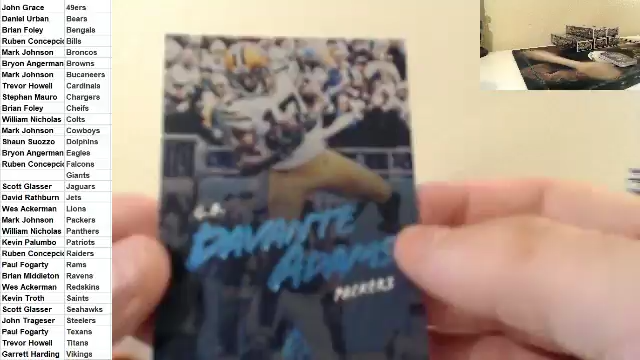 John Grace 49ers
Daniel Urban Bears
Brian Foley Bengals
Ruben Concepcio Bills
Mark Johnson Broncos
Bryon Angerman Browns
Mark Johnson Bucaneers
Trevor Howell Cardinals
Stephan Mauro Chargers
Brian Foley Cheifs
William Nicholas Colts
Mark Johnson Cowboys
Shaun Suozzo Dolphins
Bryon Angerman Eagles
Ruben Concepcio Falcons
Giants
Scott Glasser Jaguars
David Rathburn Jets
Wes Ackerman Lions
Mark Johnson Packers
William Nicholas Panthers
Kevin Palumbo Patriots
Ruben Concepcio Raiders
Paul Fogarty Rams
Brian Middleton Ravens
Wes Ackerman Redskins
Kevin Troth Saints
Scott Glasser Seahawks
John Trageser Steelers
Paul Fogarty Texans
Trevor Howell Titans
Garrett Harding Vikings
DAVANTE
ADAMS
PACKERS